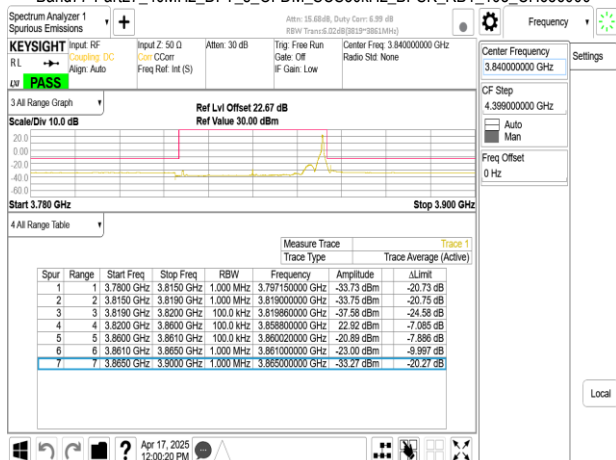 Spectrum Analyzer 1
Spurious Emissions
Attn: 15.68dB, Duty Corr: 6.99 dB
RBW Trans:6.02dB(3819~3861MHz)
Frequency
Settings
KEYSIGHT Input: RF Input Z: 50 Ω Atten: 30 dB Trig: Free Run Center Freq: 3.840000000 GHz
RL Coupling: DC Corr CCorr Gate: Off Radio Std: None
Align: Auto Freq Ref: Int (S) IF Gain: Low
LXI PASS
Center Frequency
3.840000000 GHz
CF Step
4.399000000 GHz
Auto
Man
Freq Offset
0 Hz
3 All Range Graph
Ref Lvl Offset 22.67 dB
Scale/Div 10.0 dB Ref Value 30.00 dBm
20.0
0.00
-20.0
-40.0
-60.0
Start 3.780 GHz Stop 3.900 GHz
4 All Range Table
Measure Trace Trace 1
Trace Type Trace Average (Active)
Spur Range Start Freq Stop Freq RBW Frequency Amplitude ΔLimit
1 1 3.7800 GHz 3.8150 GHz 1.000 MHz 3.797150000 GHz -33.73 dBm -20.73 dB
2 2 3.8150 GHz 3.8190 GHz 1.000 MHz 3.819000000 GHz -33.75 dBm -20.75 dB
3 3 3.8190 GHz 3.8200 GHz 100.0 kHz 3.819860000 GHz -37.58 dBm -24.58 dB
4 4 3.8200 GHz 3.8600 GHz 100.0 kHz 3.858800000 GHz 22.92 dBm -7.085 dB
5 5 3.8600 GHz 3.8610 GHz 100.0 kHz 3.860020000 GHz -20.89 dBm -7.886 dB
6 6 3.8610 GHz 3.8650 GHz 1.000 MHz 3.861000000 GHz -23.00 dBm -9.997 dB
7 7 3.8650 GHz 3.9000 GHz 1.000 MHz 3.865000000 GHz -33.27 dBm -20.27 dB
Local
Apr 17, 2025
12:00:20 PM